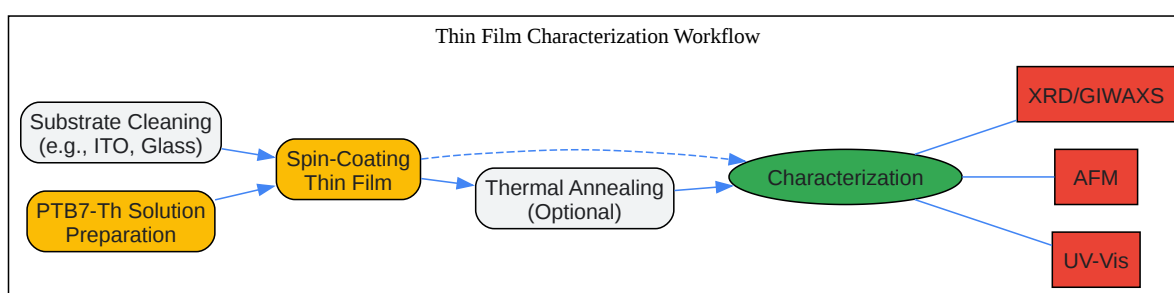 Thin Film Characterization Workflow
Substrate Cleaning
(e.g., ITO, Glass)
PTB7-Th Solution
Preparation
Spin-Coating
Thin Film
Thermal Annealing
(Optional)
Characterization
XRD/GIWAXS
AFM
UV-Vis